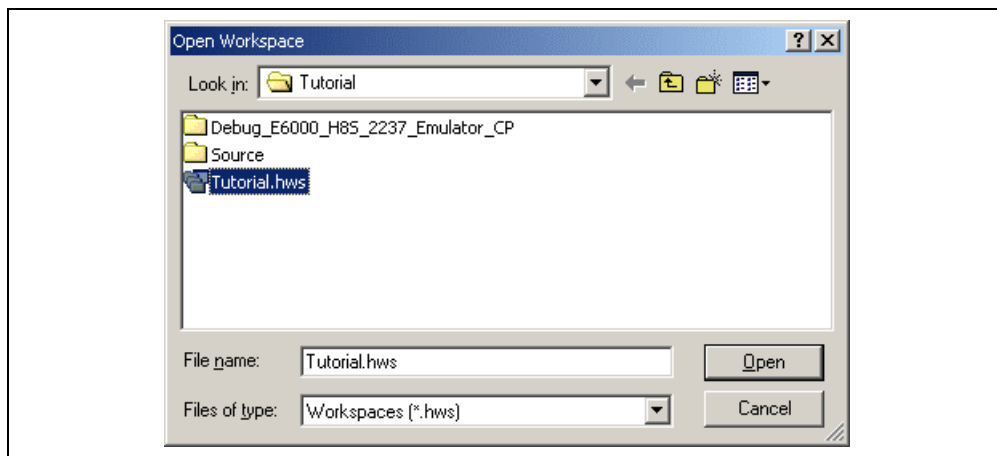 Open Workspace
Look in: Tutorial
Debug_E6000_H8S_2237_Emulator_CP
Source
Tutorial.hws
File name: Tutorial.hws Open
Files of type: Workspaces (*.hws) Cancel